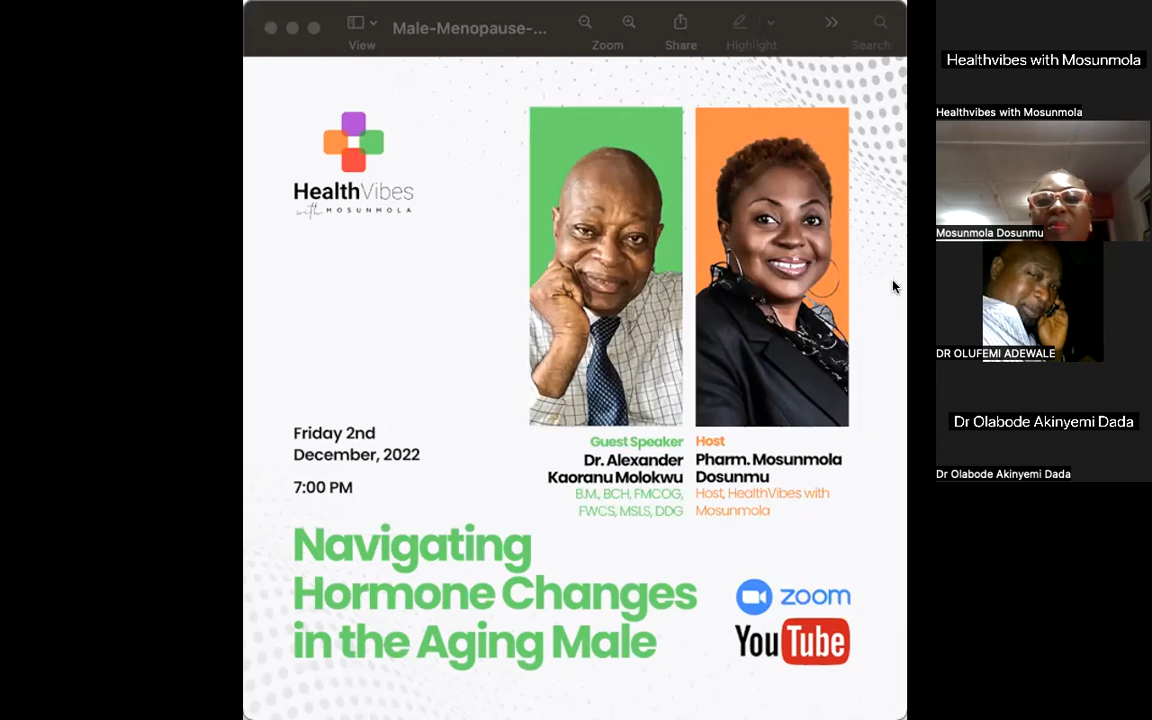 Male-Menopause-...
View
Zoom
Share
Highlight
Search
HealthVibes
with MOSUNMOLA
Friday 2nd
December, 2022
7:00 PM
Guest Speaker
Dr. Alexander
Kaoranu Molokwu
B.M., BCH, FMCOG,
FWCS, MSLS, DDG
Host
Pharm. Mosunmola
Dosunmu
Host, HealthVibes with
Mosunmola
Navigating
Hormone Changes
in the Aging Male
zoom
YouTube
Healthvibes with Mosunmola
Healthvibes with Mosunmola
Mosunmola Dosunmu
DR OLUFEMI ADEWALE
Dr Olabode Akinyemi Dada
Dr Olabode Akinyemi Dada